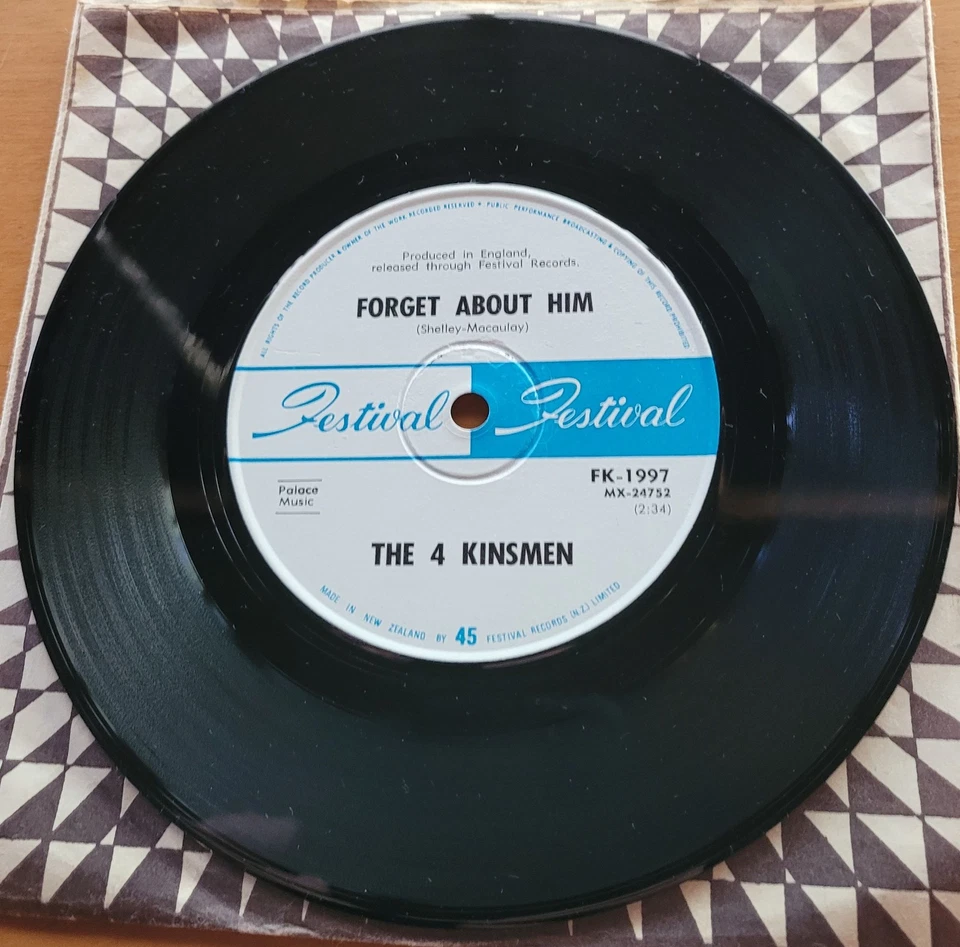 ALL RIGHTS OF THE RECORD PRODUCER & OWNER OF THE WORK RECORDED RESERVED • PUBLIC PERFORMANCE BROADCASTING & COPYING OF THIS RECORD PROHIBITED
Produced in England,
released through Festival Records.
FORGET ABOUT HIM
(Shelley-Macaulay)
Festival Festival
FK-1997
Palace
Music
MX-24752
(2:34)
THE 4 KINSMEN
MADE IN NEW ZEALAND BY 45 FESTIVAL RECORDS (N.Z.) LIMITED